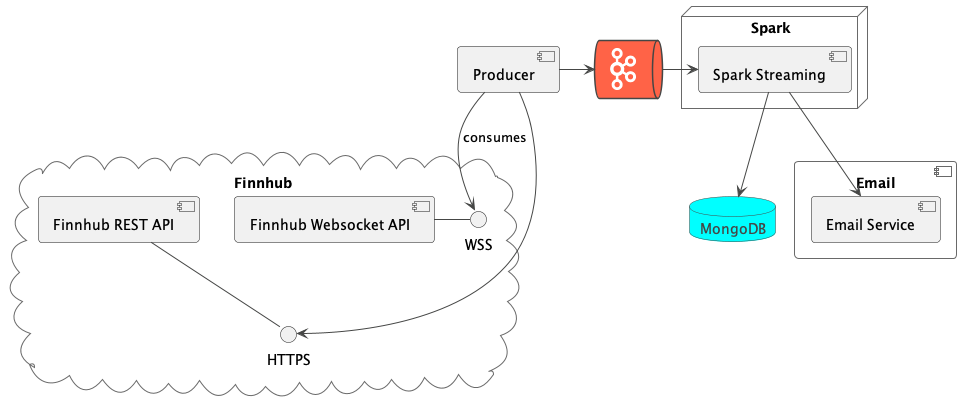 Spark
Producer
Spark Streaming
consumes
Finnhub
Email
Finnhub REST API
Finnhub Websocket API
WSS
MongoDB
Email Service
HTTPS